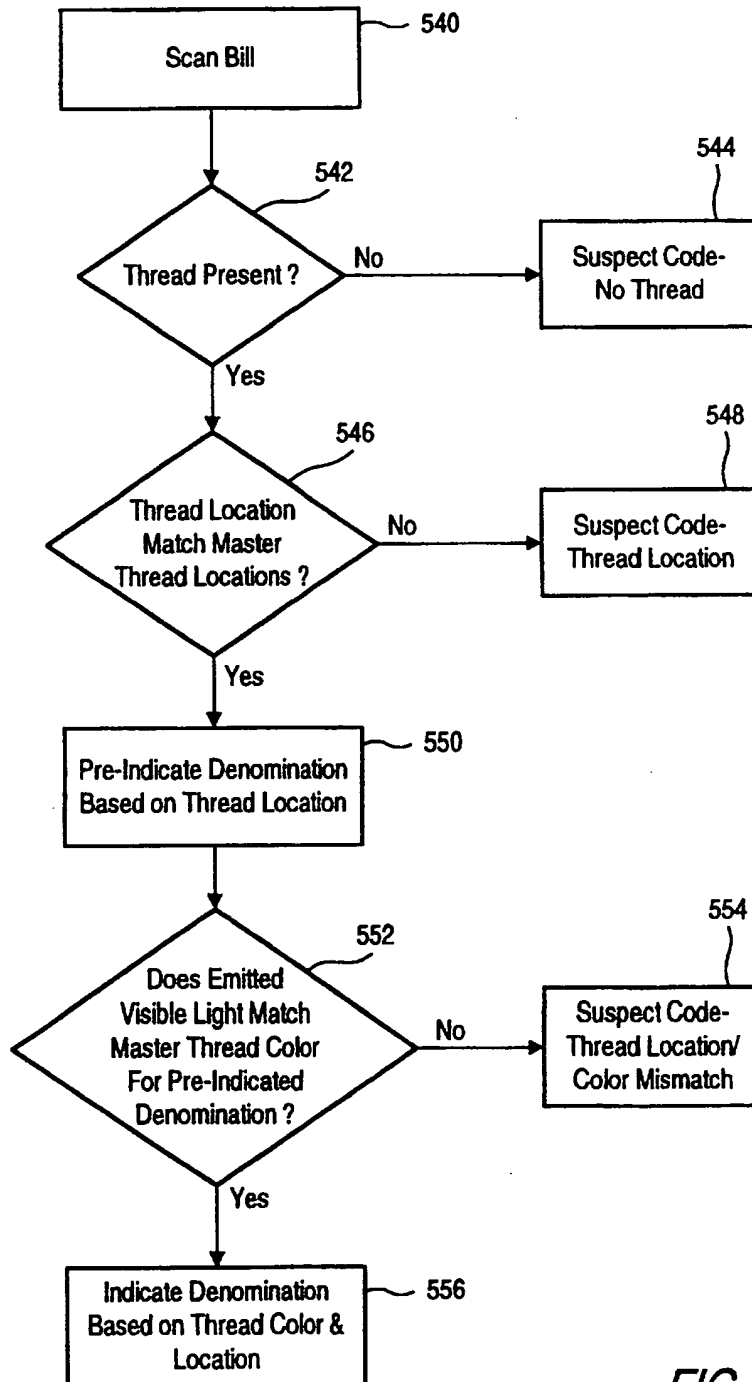 Scan Bill
540
542
Thread Present ?
No
544
Suspect Code-
No Thread
Yes
546
Thread Location
Match Master
Thread Locations ?
No
548
Suspect Code-
Thread Location
Yes
550
Pre-Indicate Denomination
Based on Thread Location
552
Does Emitted
Visible Light Match
Master Thread Color
For Pre-Indicated
Denomination ?
No
554
Suspect Code-
Thread Location/
Color Mismatch
Yes
Indicate Denomination
Based on Thread Color &
Location
556
FIG